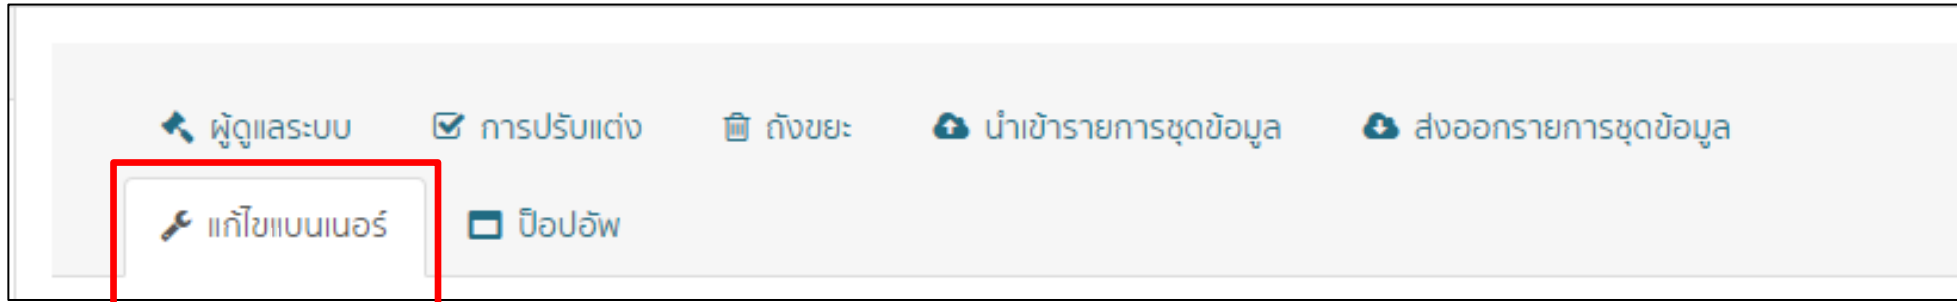 ผู้ดูแลระบบ การปรับแต่ง ถังขยะ นำเข้ารายการชุดข้อมูล ส่งออกรายการชุดข้อมูล
แก้ไขแบนเนอร์ ป็อปอัพ